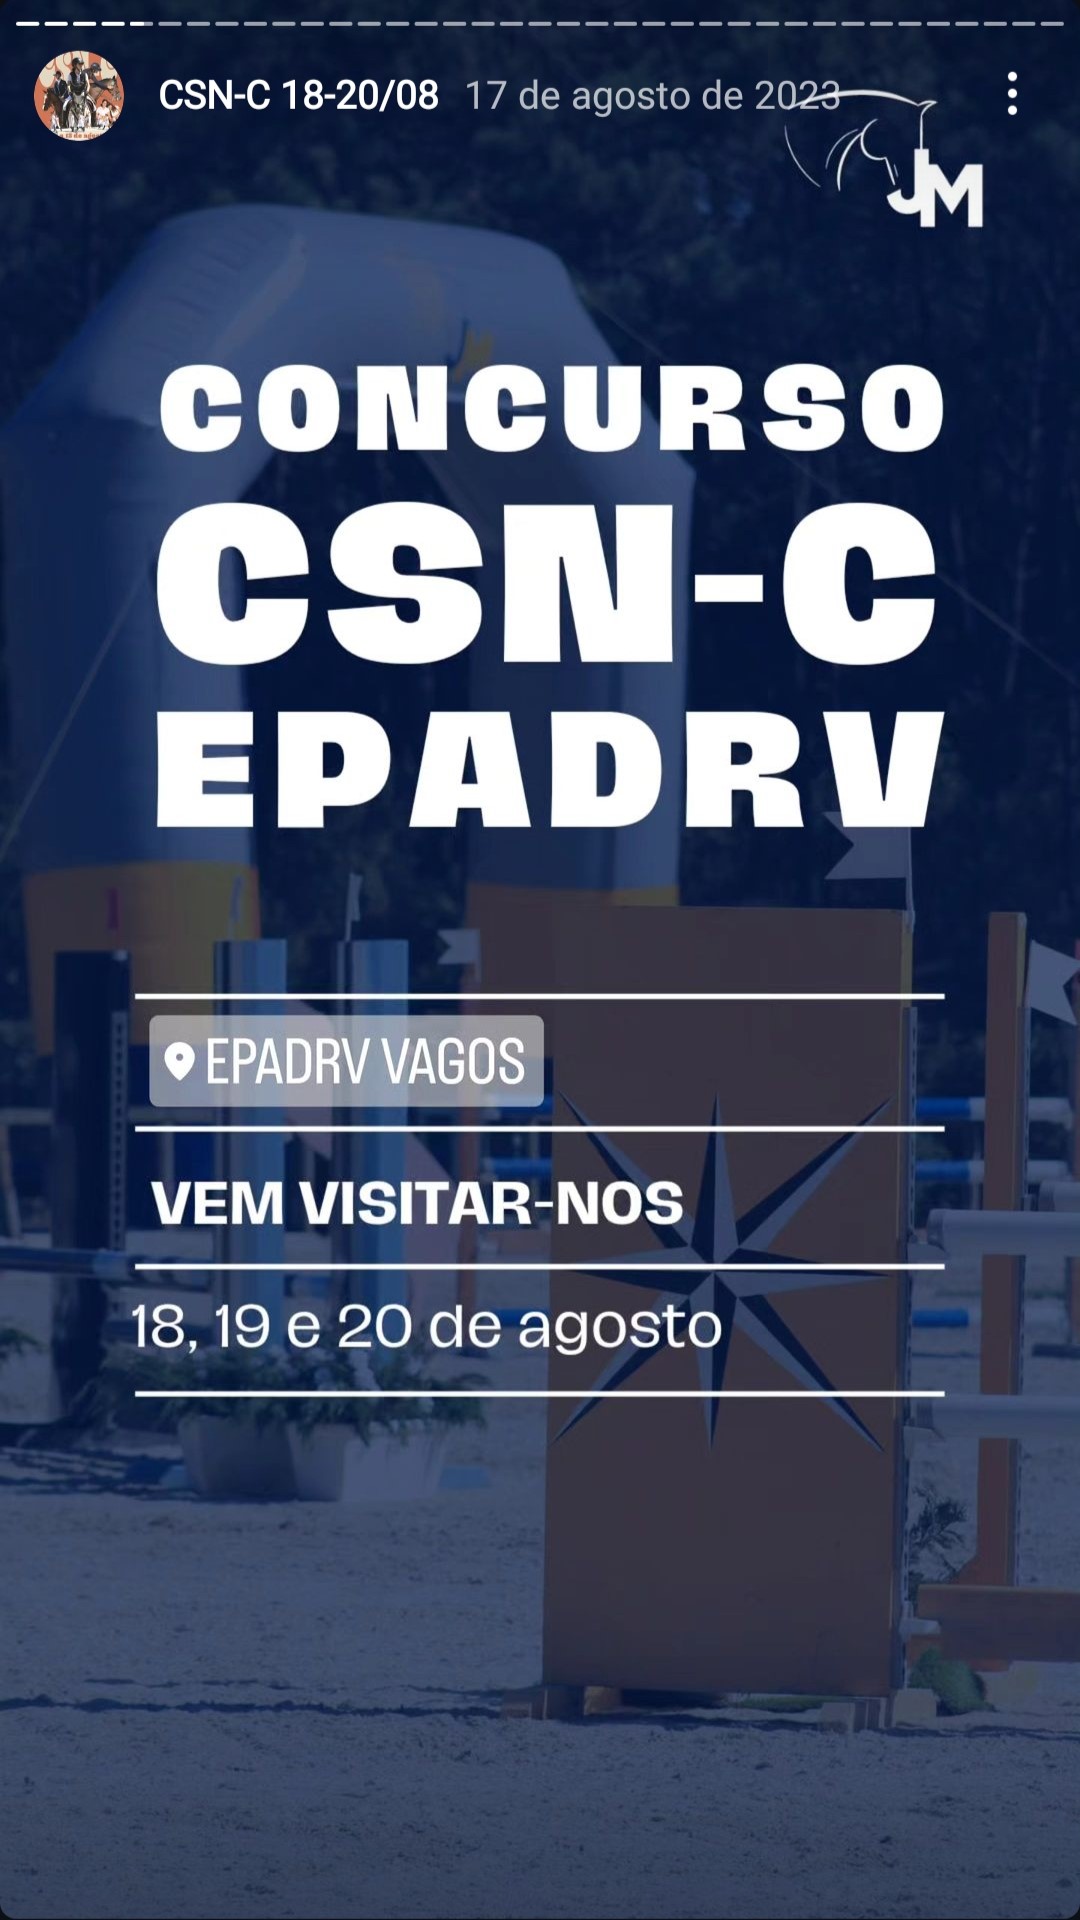 CSN-C 18-20/08 17 de agosto de 2023
JM
CONCURSO
CSN-C
EPADRV
EPADRV VAGOS
VEM VISITAR-NOS
18, 19 e 20 de agosto